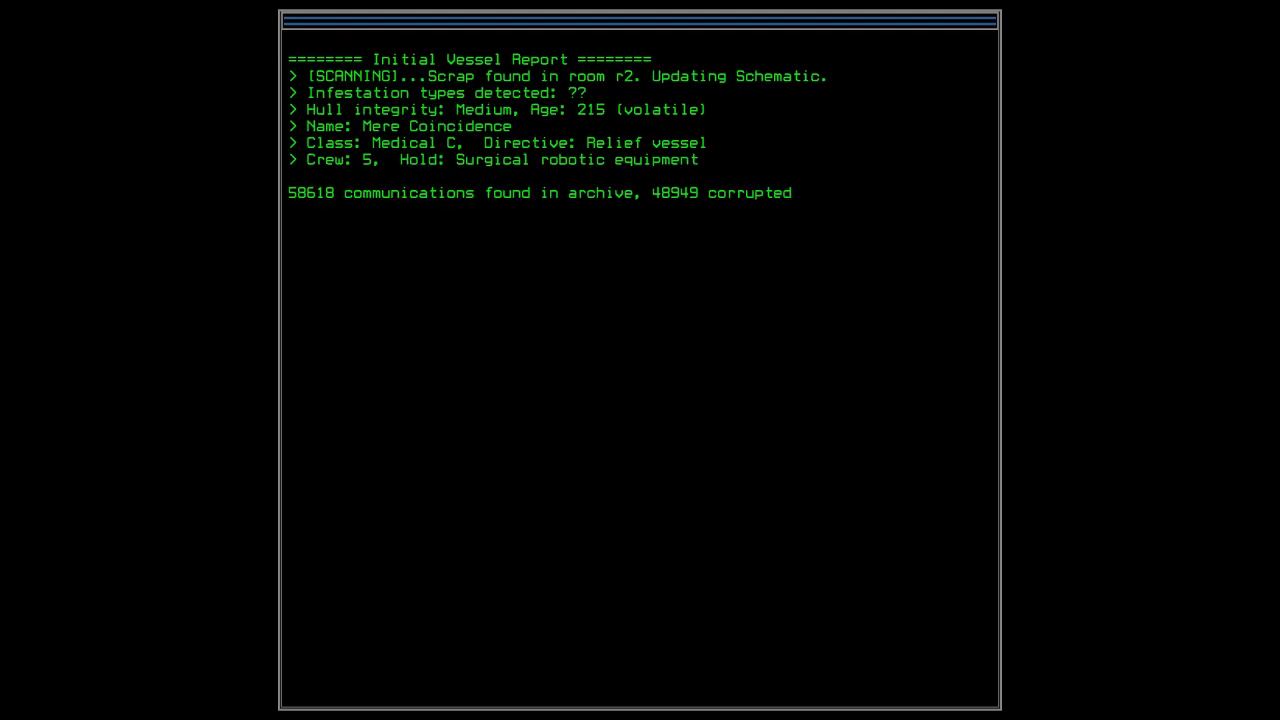 ======== Initial Vessel Report ========
> [SCANNING]...Scrap found in room r2. Updating Schematic.
> Infestation types detected: ??
> Hull integrity: Medium, Age: 215 (volatile)
> Name: Mere Coincidence
> Class: Medical C,  Directive: Relief vessel
> Crew: 5,  Hold: Surgical robotic equipment
58618 communications found in archive, 48949 corrupted